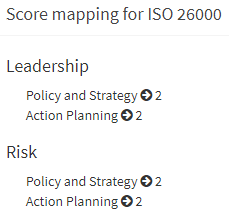 Score mapping for ISO 26000
Leadership
Policy and Strategy ➲ 2
Action Planning ➲ 2
Risk
Policy and Strategy ➲ 2
Action Planning ➲ 2